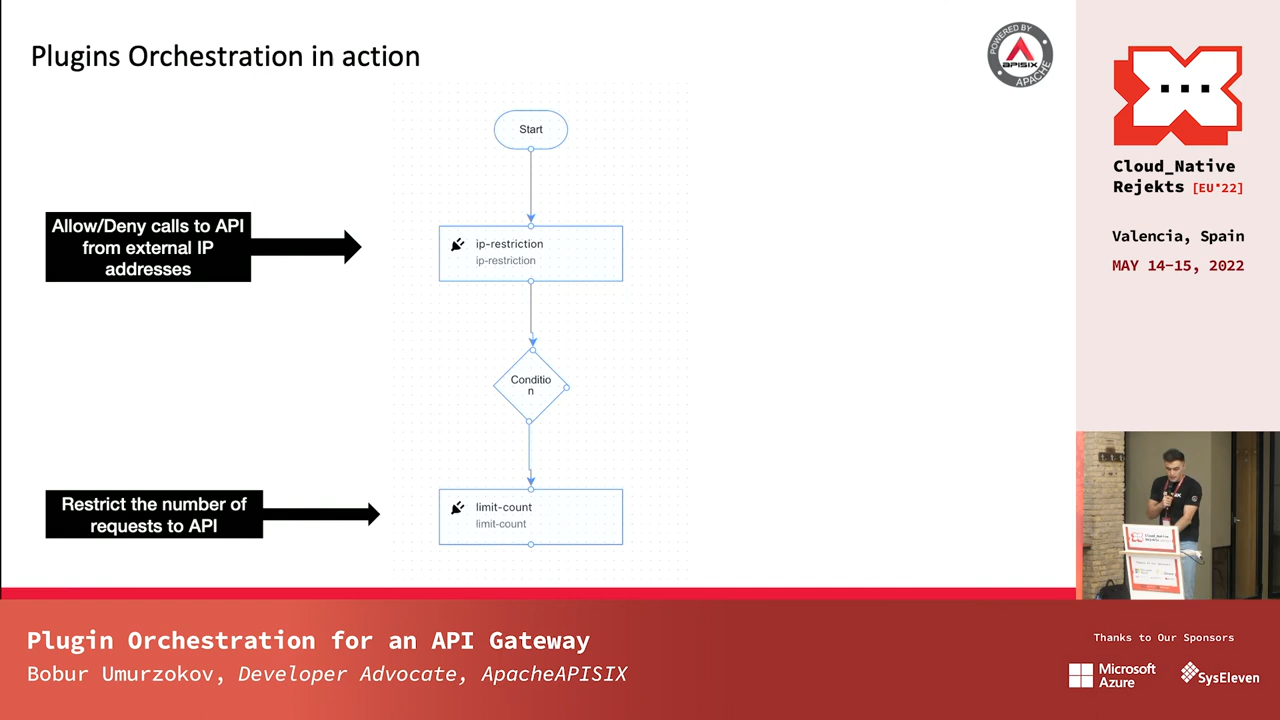 Plugins Orchestration in action
POWERED BY
APISIX
APACHE
Start
Allow/Deny calls to API
from external IP
addresses
ip-restriction
ip-restriction
Conditio
n
Restrict the number of
requests to API
limit-count
limit-count
Cloud_Native
Rejekts [EU*22]
Valencia, Spain
MAY 14-15, 2022
Plugin Orchestration for an API Gateway
Bobur Umurzokov, Developer Advocate, ApacheAPISIX
Thanks to Our Sponsors
Microsoft
Azure
SysEleven